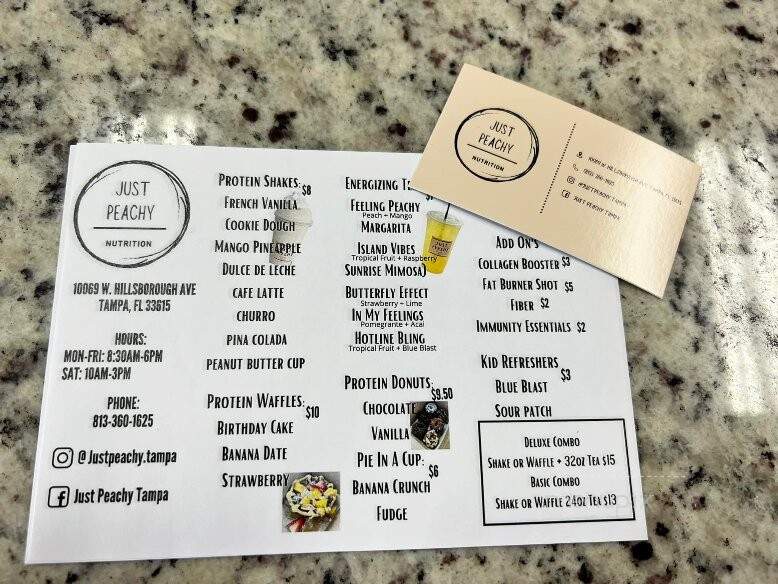 JUST
PEACHY
NUTRITION
10069 W. HILLSBOROUGH AVE
TAMPA, FL 33615
HOURS:
MON-FRI: 8:30AM-6PM
SAT: 10AM-3PM
PHONE:
813-360-1625
@Justpeachy.tampa
Just Peachy Tampa
PROTEIN SHAKES: $8
FRENCH VANILLA
COOKIE DOUGH
MANGO PINEAPPLE
DULCE DE LECHE
CAFE LATTE
CHURRO
PINA COLADA
PEANUT BUTTER CUP
PROTEIN WAFFLES: $10
BIRTHDAY CAKE
BANANA DATE
STRAWBERRY
ENERGIZING
FEELING PEACHY
Peach + Mango
MARGARITA
ISLAND VIBES
Tropical Fruit + Raspberry
SUNRISE MIMOSA)
BUTTERFLY EFFECT
Strawberry + Lime
IN MY FEELINGS
Pomegrante + Acai
HOTLINE BLING
Tropical Fruit + Blue Blast
PROTEIN DONUTS: $9.50
CHOCOLATE
VANILLA
PIE IN A CUP: $6
BANANA CRUNCH
FUDGE
ADD ON'S
COLLAGEN BOOSTER $3
FAT BURNER SHOT $5
FIBER $2
IMMUNITY ESSENTIALS $2
KID REFRESHERS $3
BLUE BLAST
SOUR PATCH
DELUXE COMBO
SHAKE OR WAFFLE + 32OZ TEA $15
BASIC COMBO
SHAKE OR WAFFLE 24OZ TEA $13
JUST
PEACHY
NUTRITION
@JUSTPEACHY.TAMPA
JUST PEACHY TAMPA